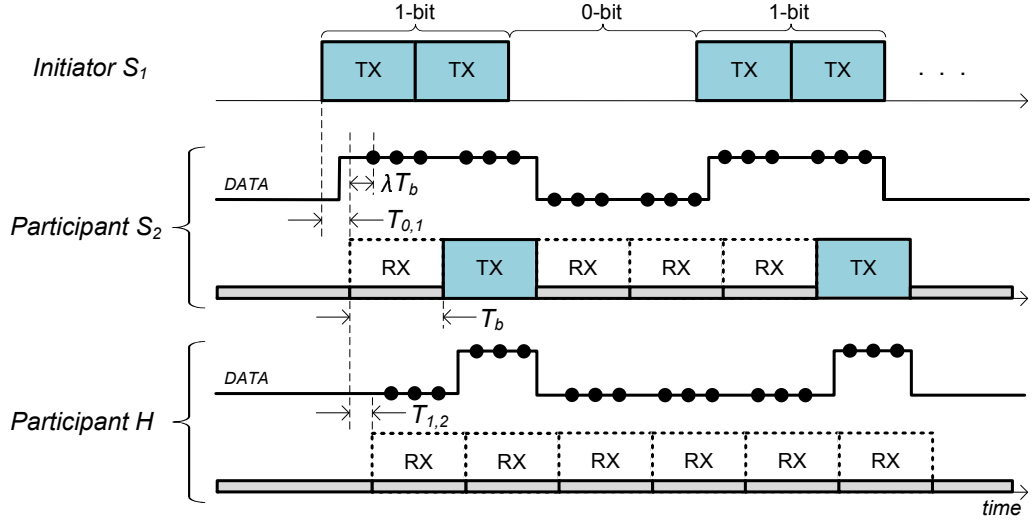 1-bit 0-bit 1-bit
Initiator S1 TX TX TX TX . . .
DATA
λTb
Participant S2 T0,1
RX TX RX RX RX TX
Tb
DATA
Participant H T1,2
RX RX RX RX RX RX
time